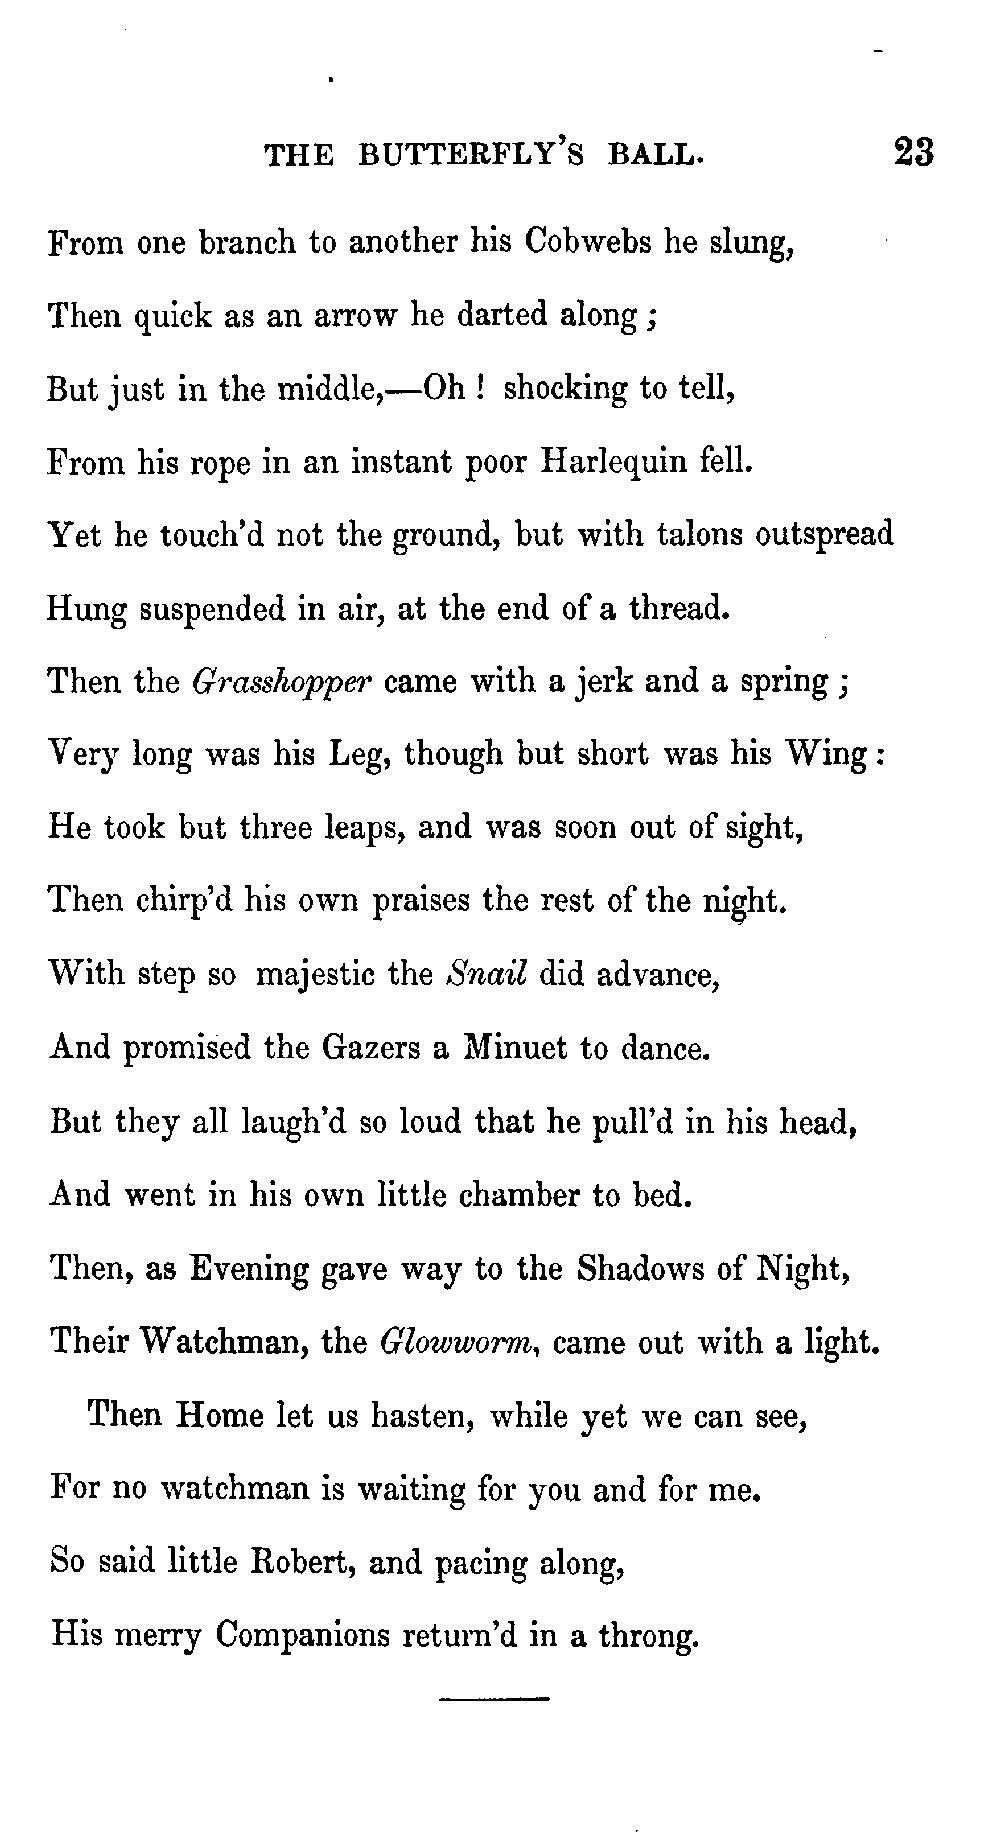 THE BUTTERFLY'S BALL. 23
From one branch to another his Cobwebs he slung,
Then quick as an arrow he darted along ;
But just in the middle,—Oh ! shocking to tell,
From his rope in an instant poor Harlequin fell.
Yet he touch'd not the ground, but with talons outspread
Hung suspended in air, at the end of a thread.
Then the Grasshopper came with a jerk and a spring ;
Very long was his Leg, though but short was his Wing :
He took but three leaps, and was soon out of sight,
Then chirp'd his own praises the rest of the night.
With step so majestic the Snail did advance,
And promised the Gazers a Minuet to dance.
But they all laugh'd so loud that he pull'd in his head,
And went in his own little chamber to bed.
Then, as Evening gave way to the Shadows of Night,
Their Watchman, the Glowworm, came out with a light.
Then Home let us hasten, while yet we can see,
For no watchman is waiting for you and for me.
So said little Robert, and pacing along,
His merry Companions return'd in a throng.